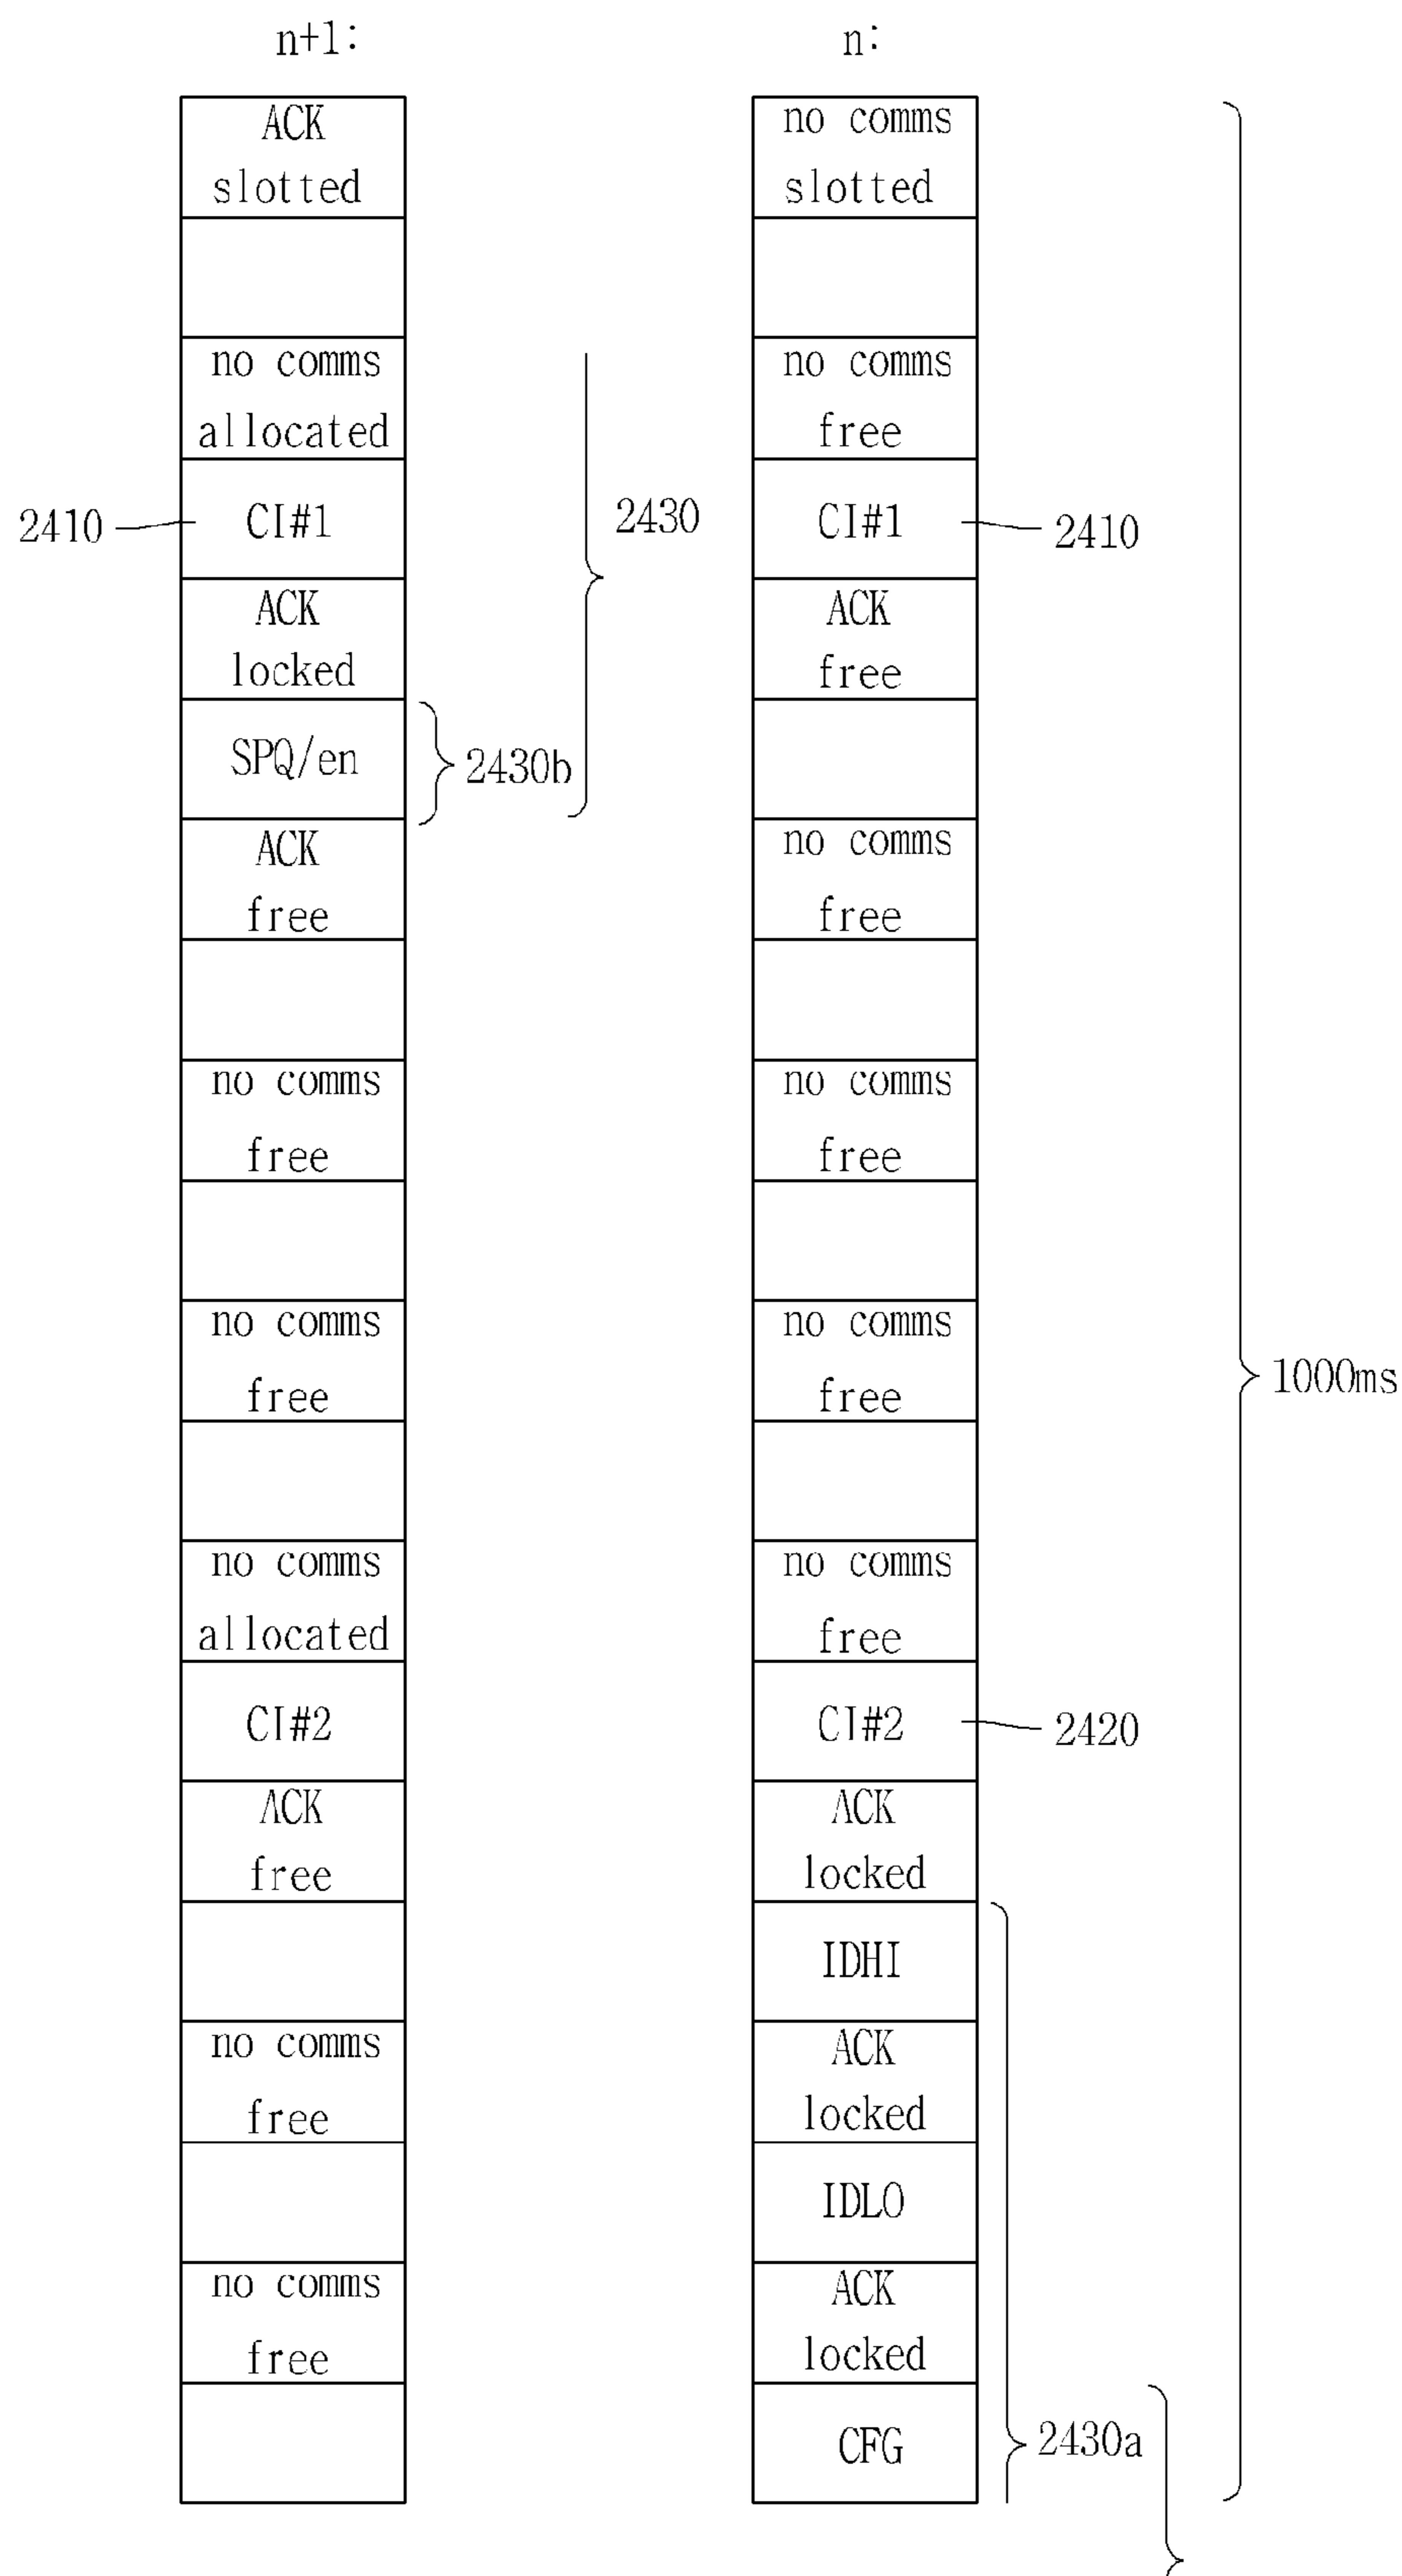 n+1:
ACK
slotted
no comms
allocated
2410
CI#1
ACK
locked
SPQ/en
2430b
2430
ACK
free
no comms
free
no comms
free
no comms
allocated
CI#2
ACK
free
no comms
free
no comms
free
n:
no comms
slotted
no comms
free
CI#1
2410
ACK
free
no comms
free
no comms
free
no comms
free
no comms
free
CI#2
2420
ACK
locked
IDHI
ACK
locked
IDLO
ACK
locked
CFG
2430a
1000ms